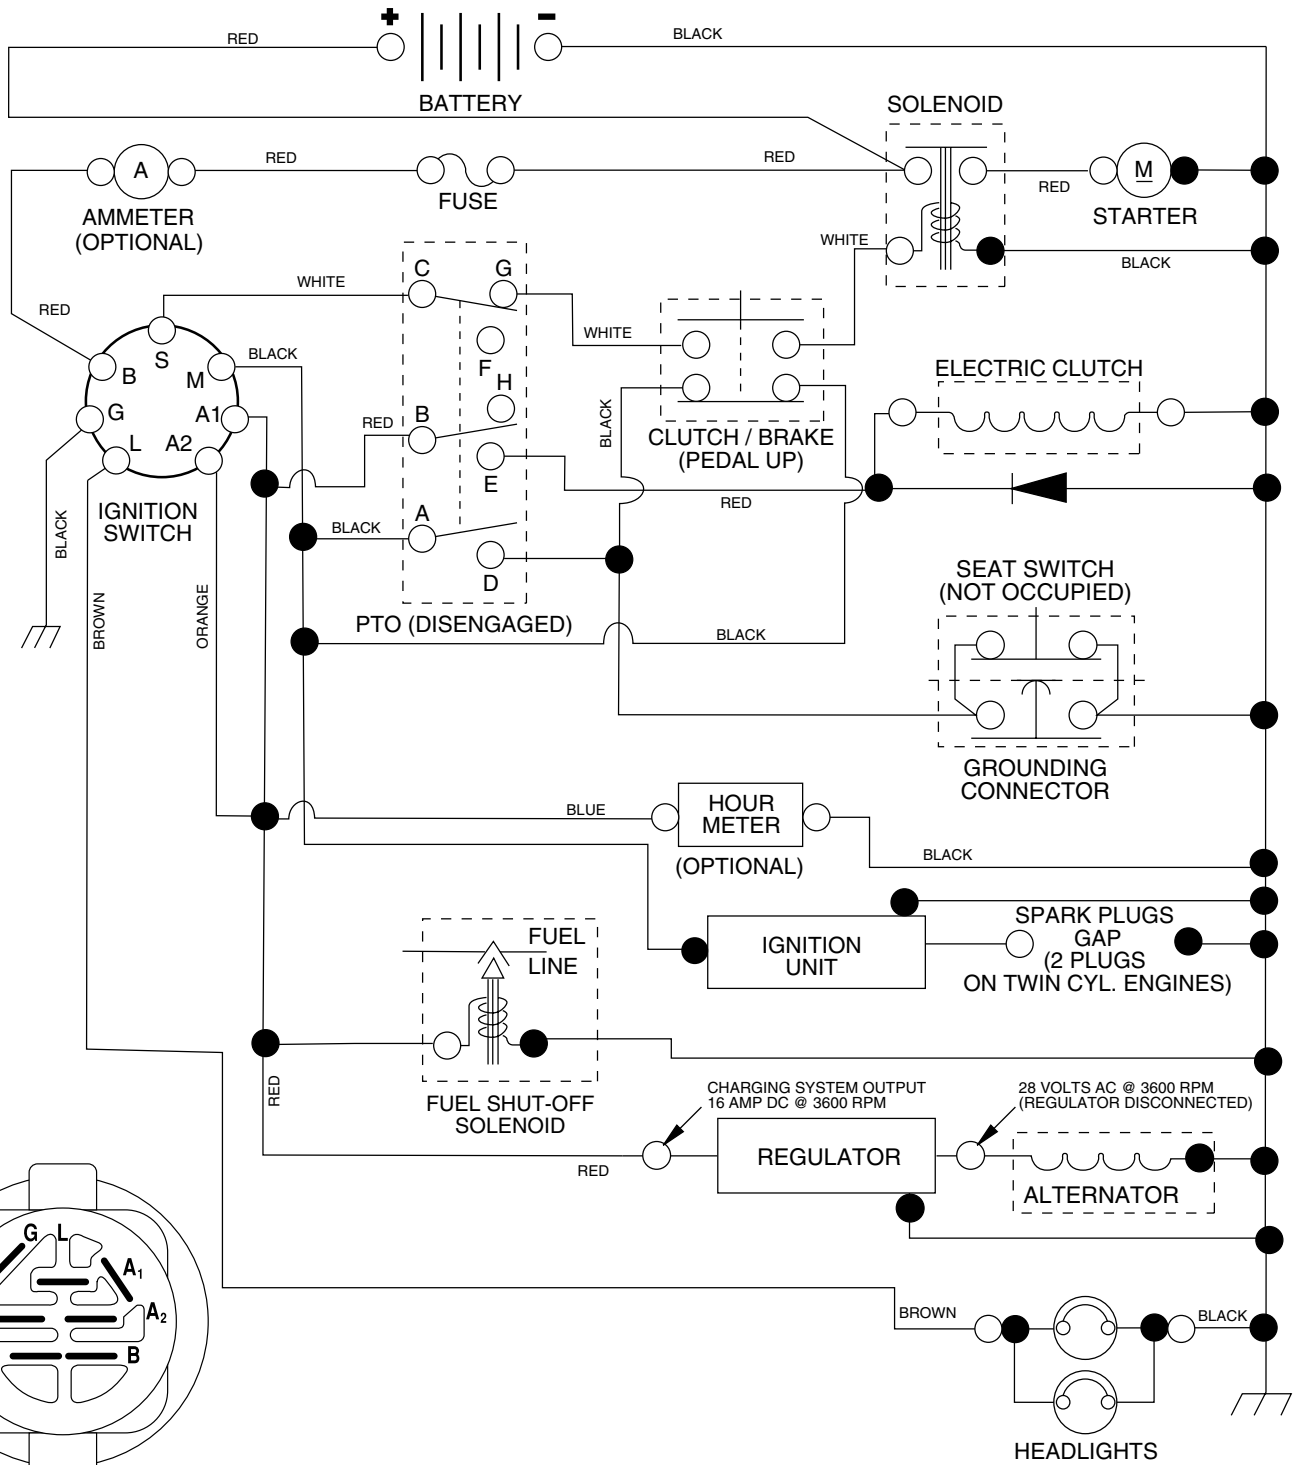 + −
RED
BLACK
BATTERY
SOLENOID
A
RED
RED
FUSE
RED
M
STARTER
AMMETER
(OPTIONAL)
WHITE
BLACK
C G
WHITE
RED
WHITE
S
BLACK
F
B
M
H
ELECTRIC CLUTCH
G
A1
B
RED
BLACK
L A2
CLUTCH / BRAKE
(PEDAL UP)
E
RED
IGNITION
SWITCH
A
BLACK
BLACK
D
SEAT SWITCH
(NOT OCCUPIED)
BROWN
ORANGE
PTO (DISENGAGED)
BLACK
GROUNDING
CONNECTOR
BLUE
HOUR
METER
(OPTIONAL)
BLACK
FUEL
LINE
IGNITION
UNIT
SPARK PLUGS
GAP
(2 PLUGS
ON TWIN CYL. ENGINES)
RED
FUEL SHUT-OFF
SOLENOID
CHARGING SYSTEM OUTPUT
16 AMP DC @ 3600 RPM
28 VOLTS AC @ 3600 RPM
(REGULATOR DISCONNECTED)
RED
REGULATOR
ALTERNATOR
G L
A1
A2
B
BROWN
BLACK
HEADLIGHTS